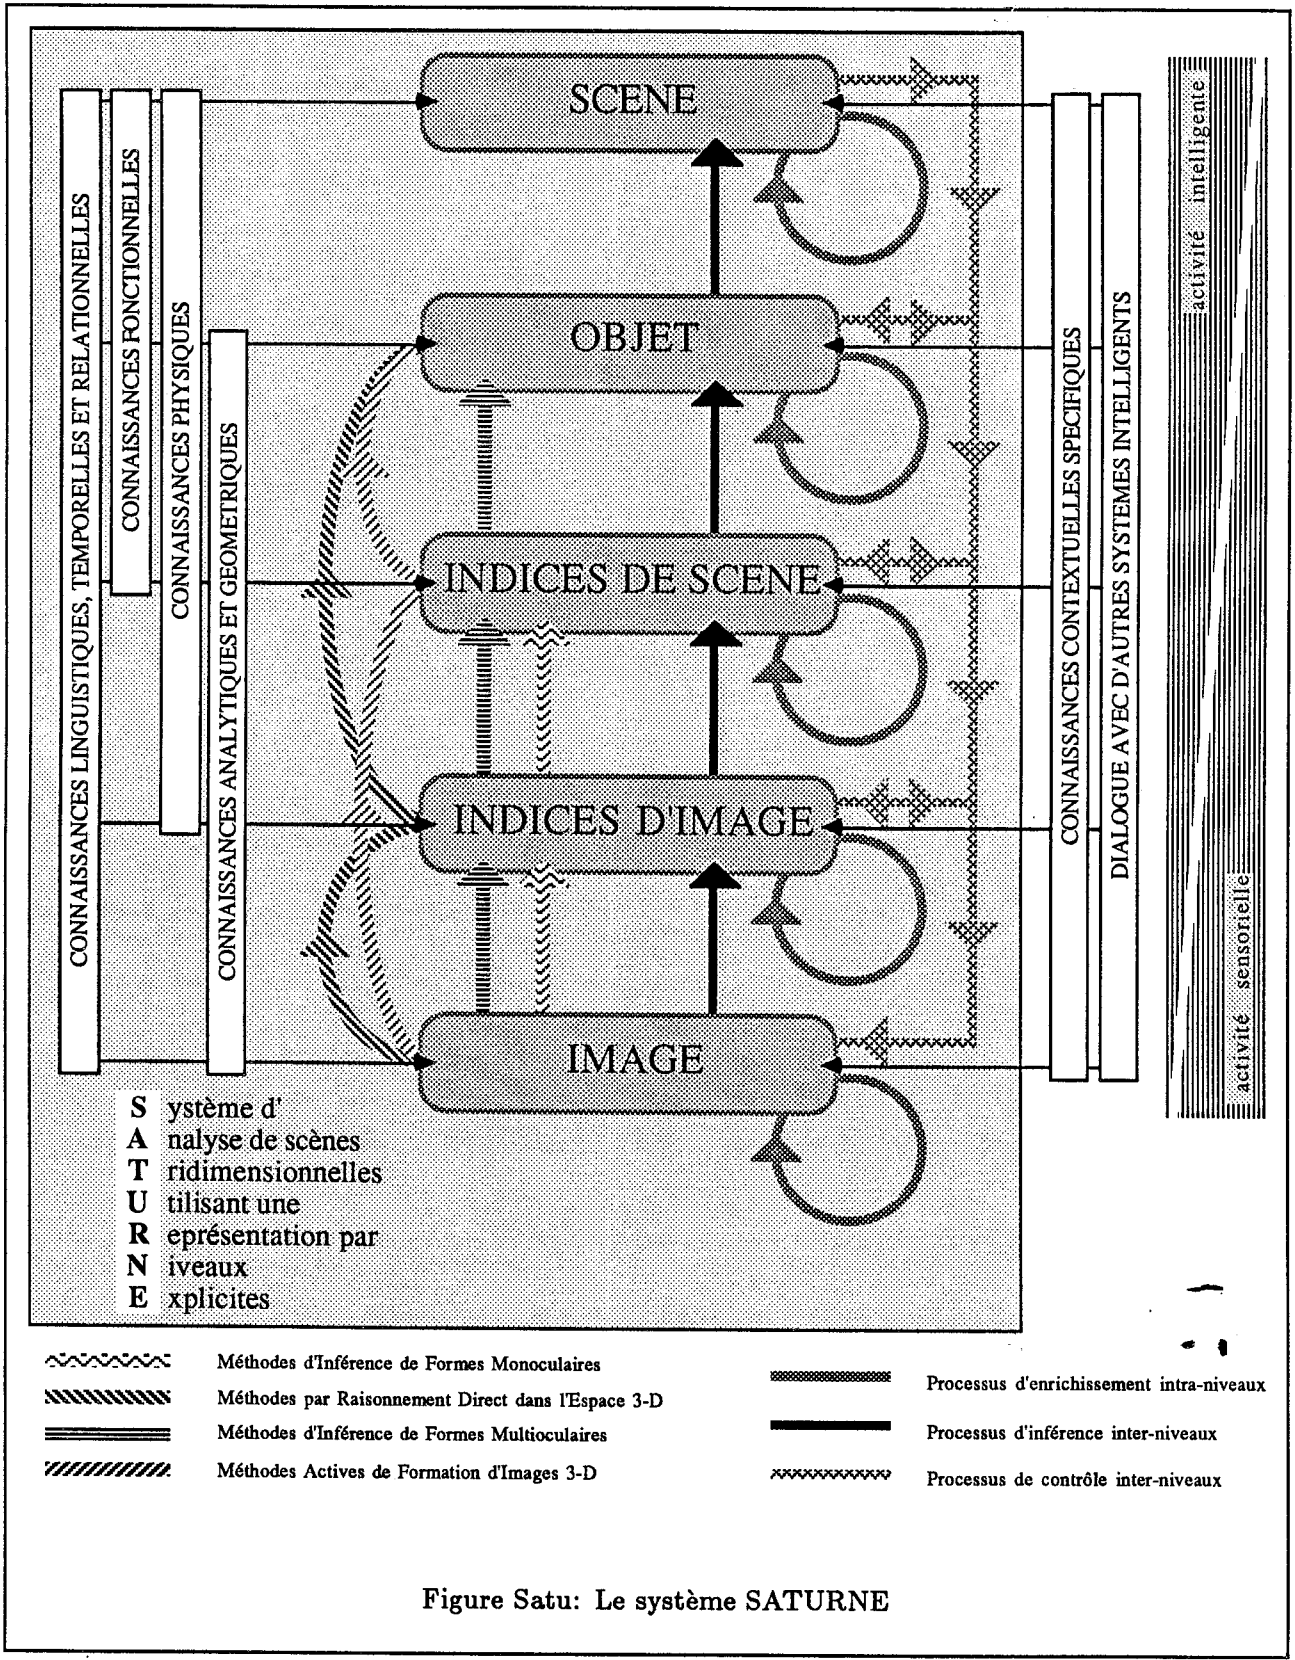 SCENE
OBJET
INDICES DE SCENE
INDICES D'IMAGE
IMAGE
CONNAISSANCES LINGUISTIQUES, TEMPORELLES ET RELATIONNELLES
CONNAISSANCES FONCTIONNELLES
CONNAISSANCES PHYSIQUES
CONNAISSANCES ANALYTIQUES ET GEOMETRIQUES
CONNAISSANCES CONTEXTUELLES SPECIFIQUES
DIALOGUE AVEC D'AUTRES SYSTEMES INTELLIGENTS
activité intelligente
activité sensorielle
S ystème d'
A nalyse de scènes
T ridimensionnelles
U tilisant une
R eprésentation par
N iveaux
E xplicites
Méthodes d'Inférence de Formes Monoculaires
Méthodes par Raisonnement Direct dans l'Espace 3-D
Méthodes d'Inférence de Formes Multioculaires
Méthodes Actives de Formation d'Images 3-D
Processus d'enrichissement intra-niveaux
Processus d'inférence inter-niveaux
Processus de contrôle inter-niveaux
Figure Satu: Le système SATURNE